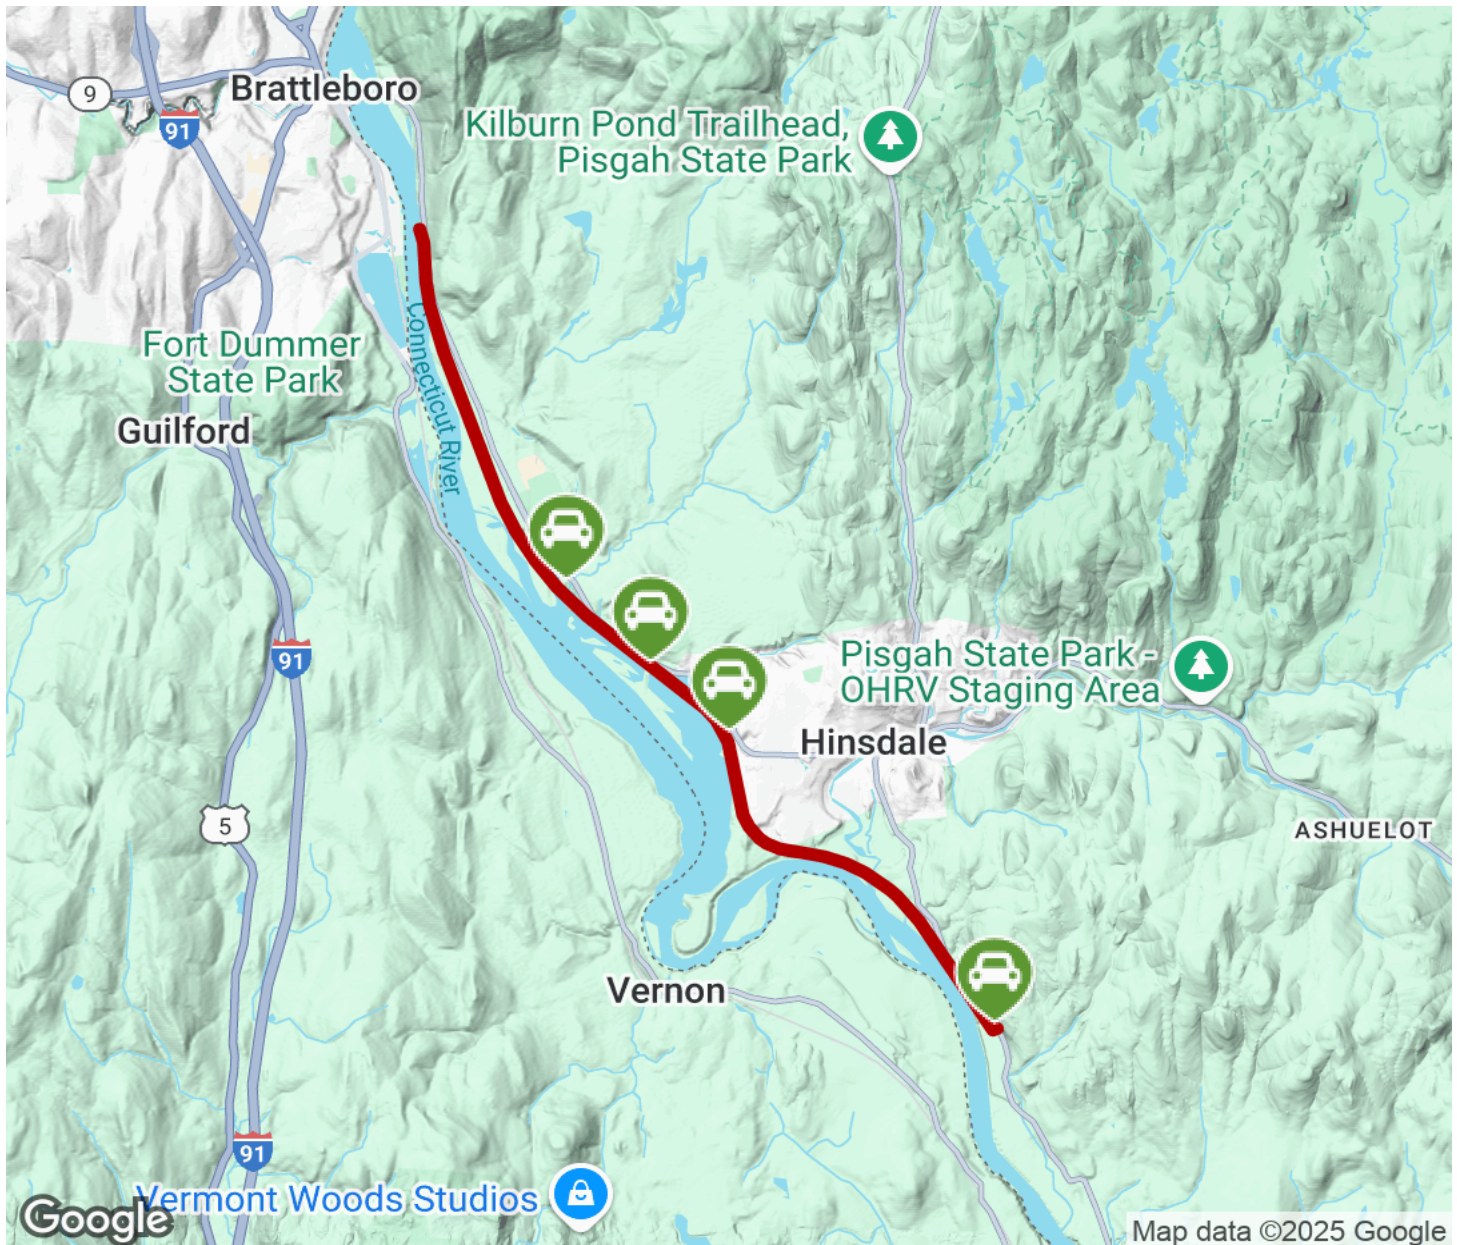 Brattleboro
9
91
Kilburn Pond Trailhead,
Pisgah State Park
Connecticut River
Fort Dummer
State Park
Guilford
91
Pisgah State Park -
OHRV Staging Area
Hinsdale
5
ASHUELOT
Vernon
91
Vermont Woods Studios
Google
Map data ©2025 Google